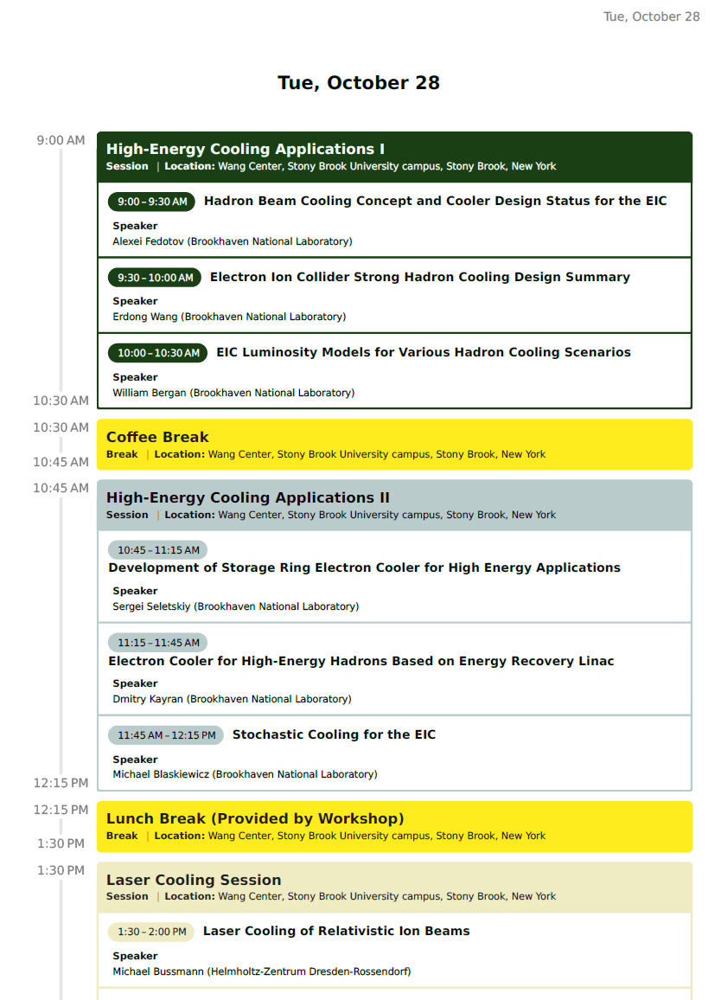 Tue, October 28
Tue, October 28
9:00 AM
High-Energy Cooling Applications I
Session | Location: Wang Center, Stony Brook University campus, Stony Brook, New York
9:00 – 9:30 AM Hadron Beam Cooling Concept and Cooler Design Status for the EIC
Speaker
Alexei Fedotov (Brookhaven National Laboratory)
9:30 – 10:00 AM Electron Ion Collider Strong Hadron Cooling Design Summary
Speaker
Erdong Wang (Brookhaven National Laboratory)
10:00 – 10:30 AM EIC Luminosity Models for Various Hadron Cooling Scenarios
Speaker
William Bergan (Brookhaven National Laboratory)
10:30 AM
10:30 AM
Coffee Break
Break | Location: Wang Center, Stony Brook University campus, Stony Brook, New York
10:45 AM
10:45 AM
High-Energy Cooling Applications II
Session | Location: Wang Center, Stony Brook University campus, Stony Brook, New York
10:45 – 11:15 AM
Development of Storage Ring Electron Cooler for High Energy Applications
Speaker
Sergei Seletskiy (Brookhaven National Laboratory)
11:15 – 11:45 AM
Electron Cooler for High-Energy Hadrons Based on Energy Recovery Linac
Speaker
Dmitry Kayran (Brookhaven National Laboratory)
11:45 AM – 12:15 PM Stochastic Cooling for the EIC
Speaker
Michael Blaskiewicz (Brookhaven National Laboratory)
12:15 PM
12:15 PM
Lunch Break (Provided by Workshop)
Break | Location: Wang Center, Stony Brook University campus, Stony Brook, New York
1:30 PM
1:30 PM
Laser Cooling Session
Session | Location: Wang Center, Stony Brook University campus, Stony Brook, New York
1:30 – 2:00 PM Laser Cooling of Relativistic Ion Beams
Speaker
Michael Bussmann (Helmholtz-Zentrum Dresden-Rossendorf)